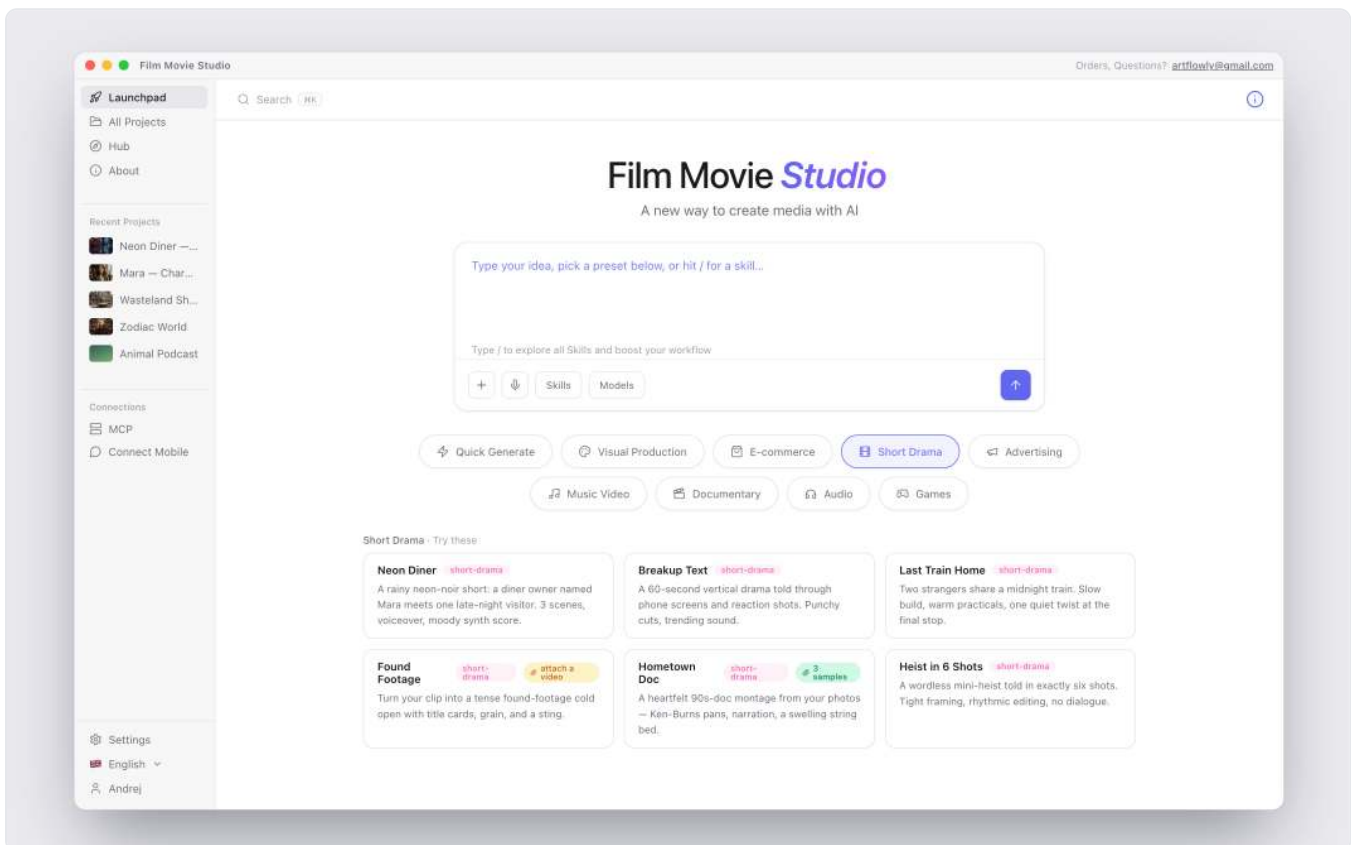 Film Movie Studio
Orders, Questions? artflowly@gmail.com
Launchpad
All Projects
Hub
About
Recent Projects
Neon Diner —...
Mara — Char...
Wasteland Sh...
Zodiac World
Animal Podcast
Connections
MCP
Connect Mobile
Settings
English
Andrej
Search ⌘K
Film Movie Studio
A new way to create media with AI
Type your idea, pick a preset below, or hit / for a skill...
Type / to explore all Skills and boost your workflow
Skills
Models
Quick Generate
Visual Production
E-commerce
Short Drama
Advertising
Music Video
Documentary
Audio
Games
Short Drama · Try these
Neon Diner short-drama
A rainy neon-noir short: a diner owner named
Mara meets one late-night visitor. 3 scenes,
voiceover, moody synth score.
Breakup Text short-drama
A 60-second vertical drama told through
phone screens and reaction shots. Punchy
cuts, trending sound.
Last Train Home short-drama
Two strangers share a midnight train. Slow
build, warm practicals, one quiet twist at the
final stop.
Found
Footage
short-
drama
attach a
video
Turn your clip into a tense found-footage cold
open with title cards, grain, and a sting.
Hometown
Doc
short-
drama
3
samples
A heartfelt 90s-doc montage from your photos
— Ken-Burns pans, narration, a swelling string
bed.
Heist in 6 Shots short-drama
A wordless mini-heist told in exactly six shots.
Tight framing, rhythmic editing, no dialogue.